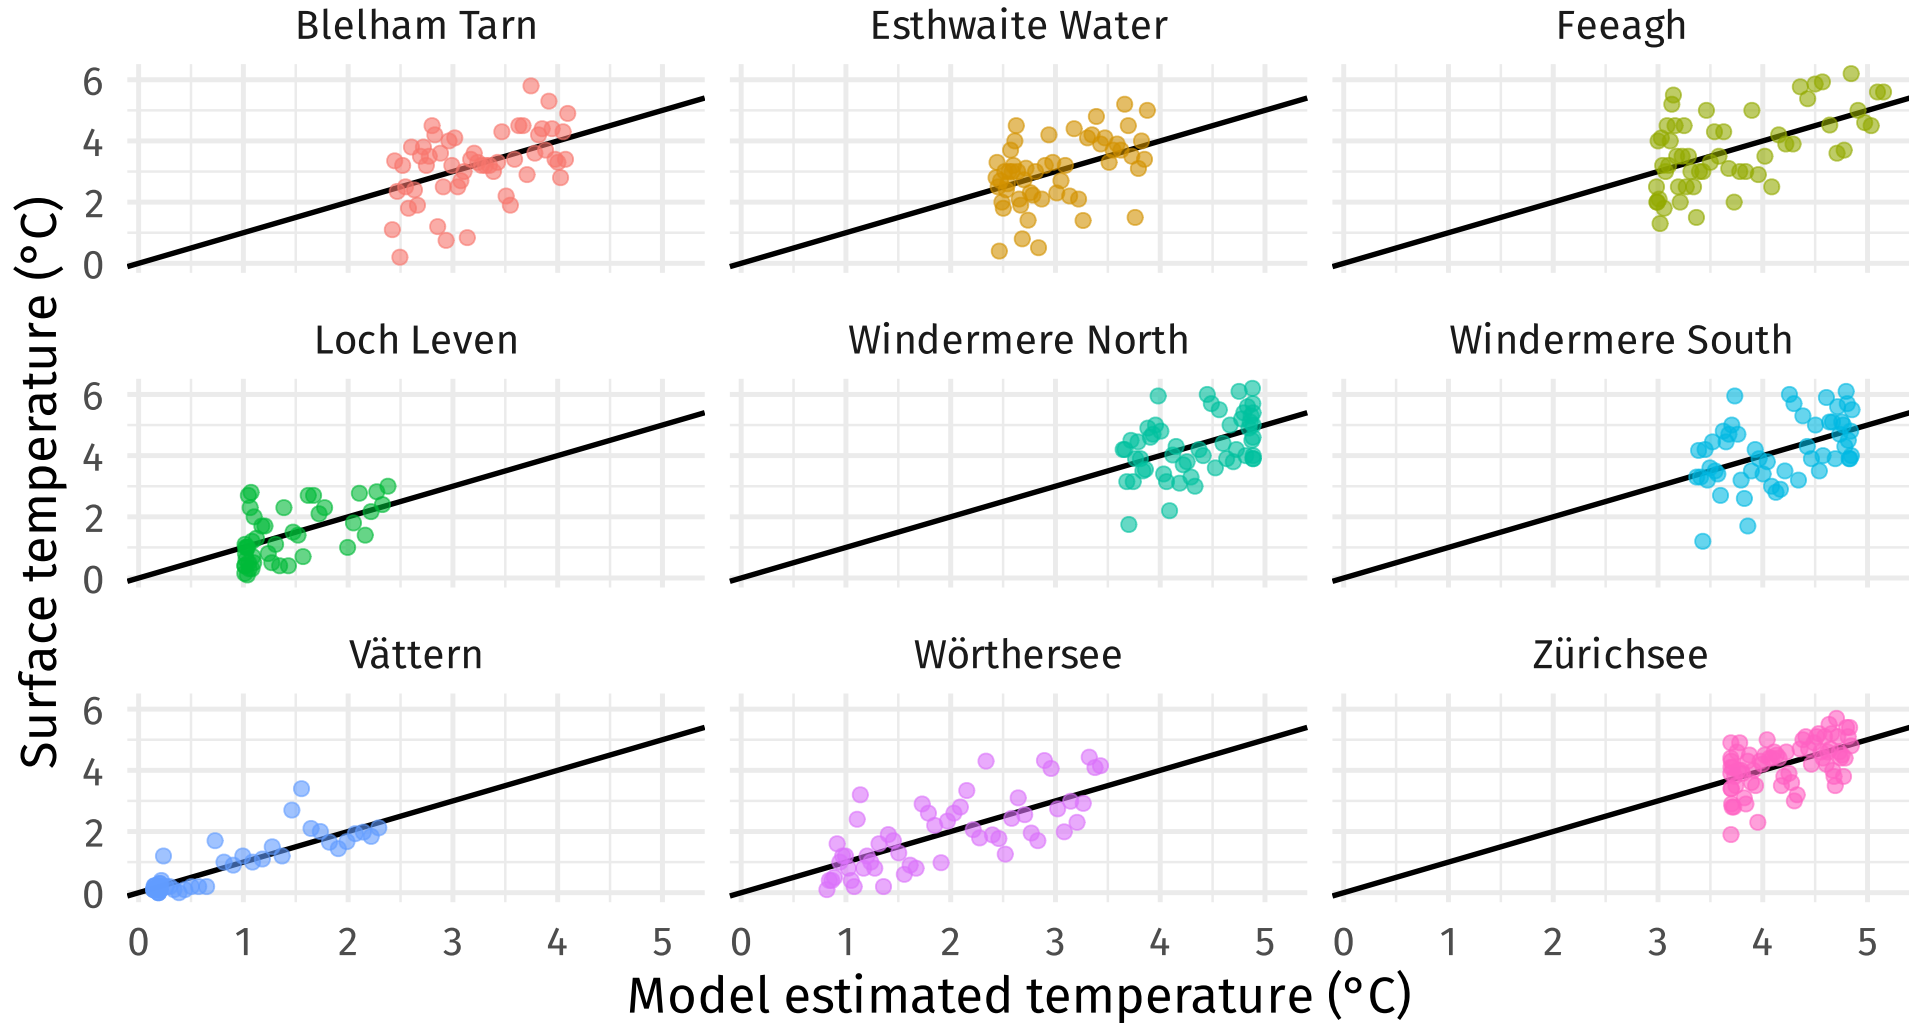 Blelham Tarn
Esthwaite Water
Feeagh
6
4
2
0
Loch Leven
Windermere North
Windermere South
6
4
2
0
Vättern
Wörthersee
Zürichsee
6
4
2
0
0 1 2 3 4 5
0 1 2 3 4 5
0 1 2 3 4 5
Surface temperature (°C)
Model estimated temperature (°C)